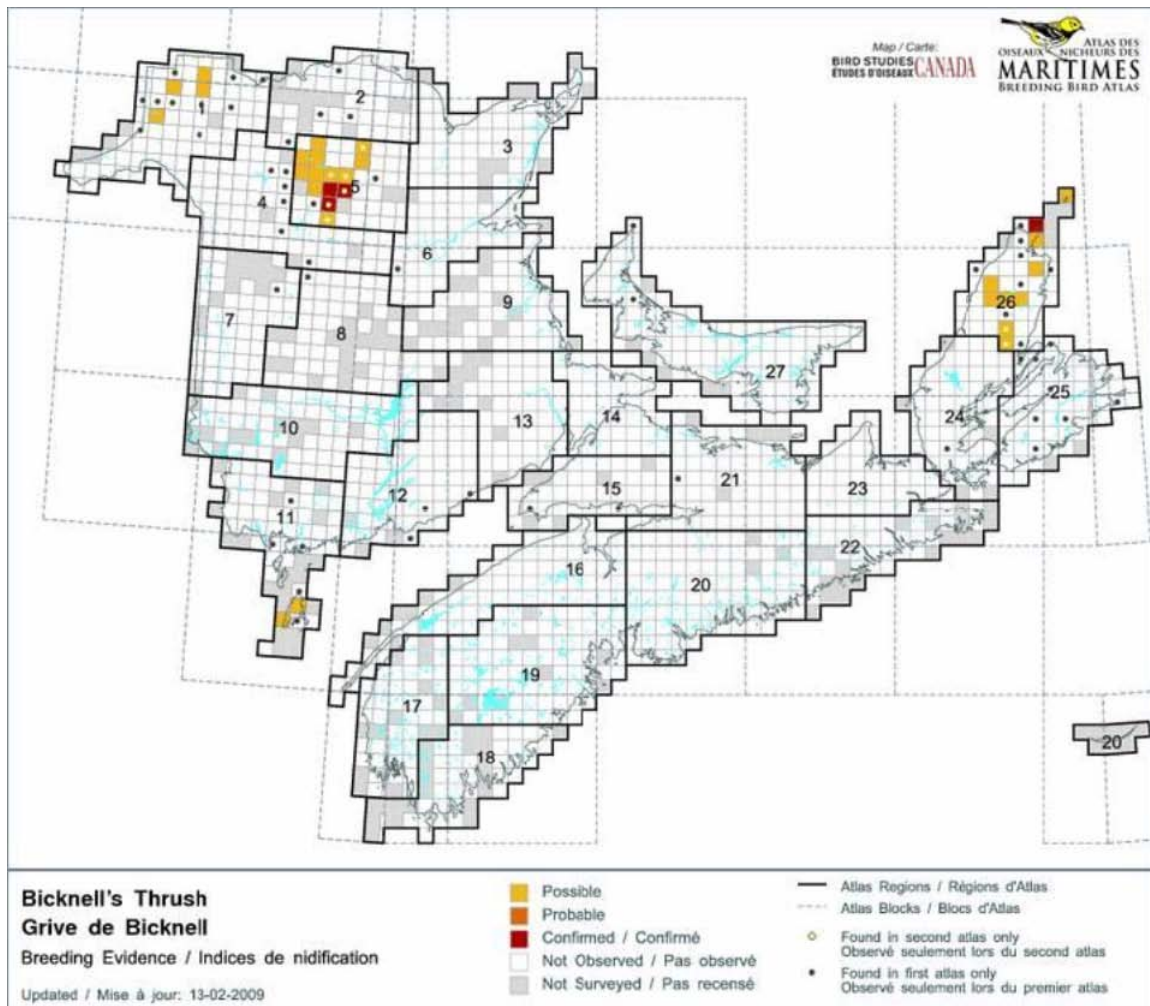 Map / Carte:
BIRD STUDIES
ÉTUDES D'OISEAUX CANADA
ATLAS DES
OISEAUX NICHEURS DES
MARITIMES
BREEDING BIRD ATLAS
1
2
3
4
5
6
7
8
9
10
11
12
13
14
15
16
17
18
19
20
21
22
23
24
25
26
27
20
Bicknell's Thrush
Grive de Bicknell
Breeding Evidence / Indices de nidification
Updated / Mise à jour: 13-02-2009
Possible
Probable
Confirmed / Confirmé
Not Observed / Pas observé
Not Surveyed / Pas recensé
Atlas Regions / Régions d'Atlas
Atlas Blocks / Blocs d'Atlas
Found in second atlas only
Observé seulement lors du second atlas
Found in first atlas only
Observé seulement lors du premier atlas